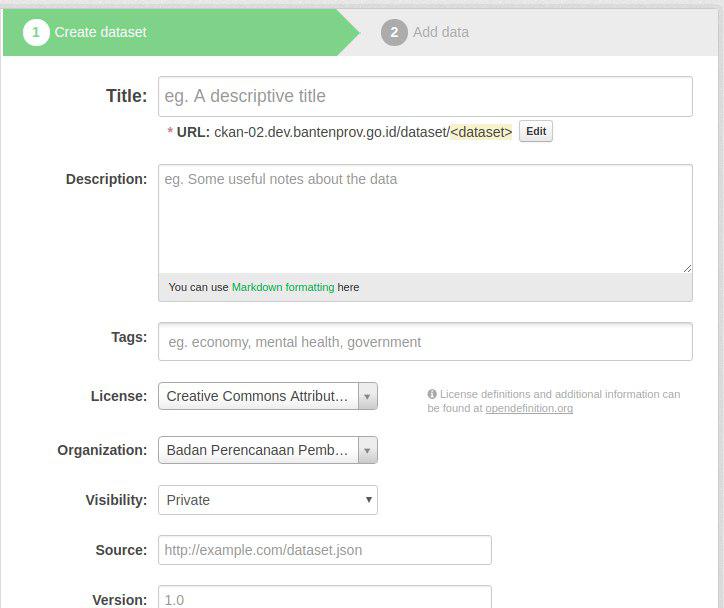 1 Create dataset 2 Add data
Title: eg. A descriptive title
* URL: ckan-02.dev.bantenprov.go.id/dataset/<dataset> Edit
Description: eg. Some useful notes about the data
You can use Markdown formatting here
Tags: eg. economy, mental health, government
License: Creative Commons Attribut... License definitions and additional information can
be found at opendefinition.org
Organization: Badan Perencanaan Pemb...
Visibility: Private
Source: http://example.com/dataset.json
Version: 1.0